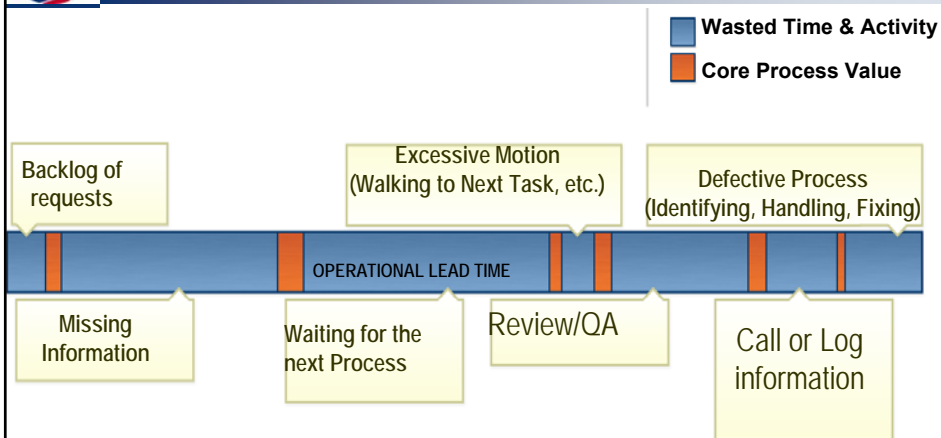 Wasted Time & Activity
Core Process Value
Backlog of
requests
Excessive Motion
(Walking to Next Task, etc.)
Defective Process
(Identifying, Handling, Fixing)
OPERATIONAL LEAD TIME
Missing
Information
Waiting for the
next Process
Review/QA
Call or Log
information